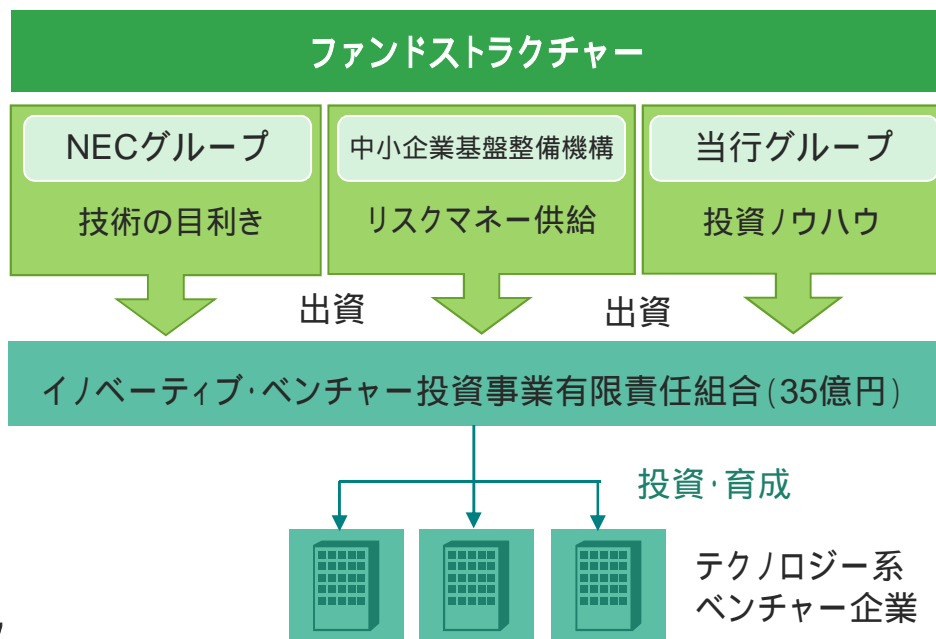 ファンドストラクチャー
NECグループ
中小企業基盤整備機構
当行グループ
技術の目利き
リスクマネー供給
投資ノウハウ
出資
出資
イノベーティブ・ベンチャー投資事業有限責任組合(35億円)
投資・育成
テクノロジー系
ベンチャー企業